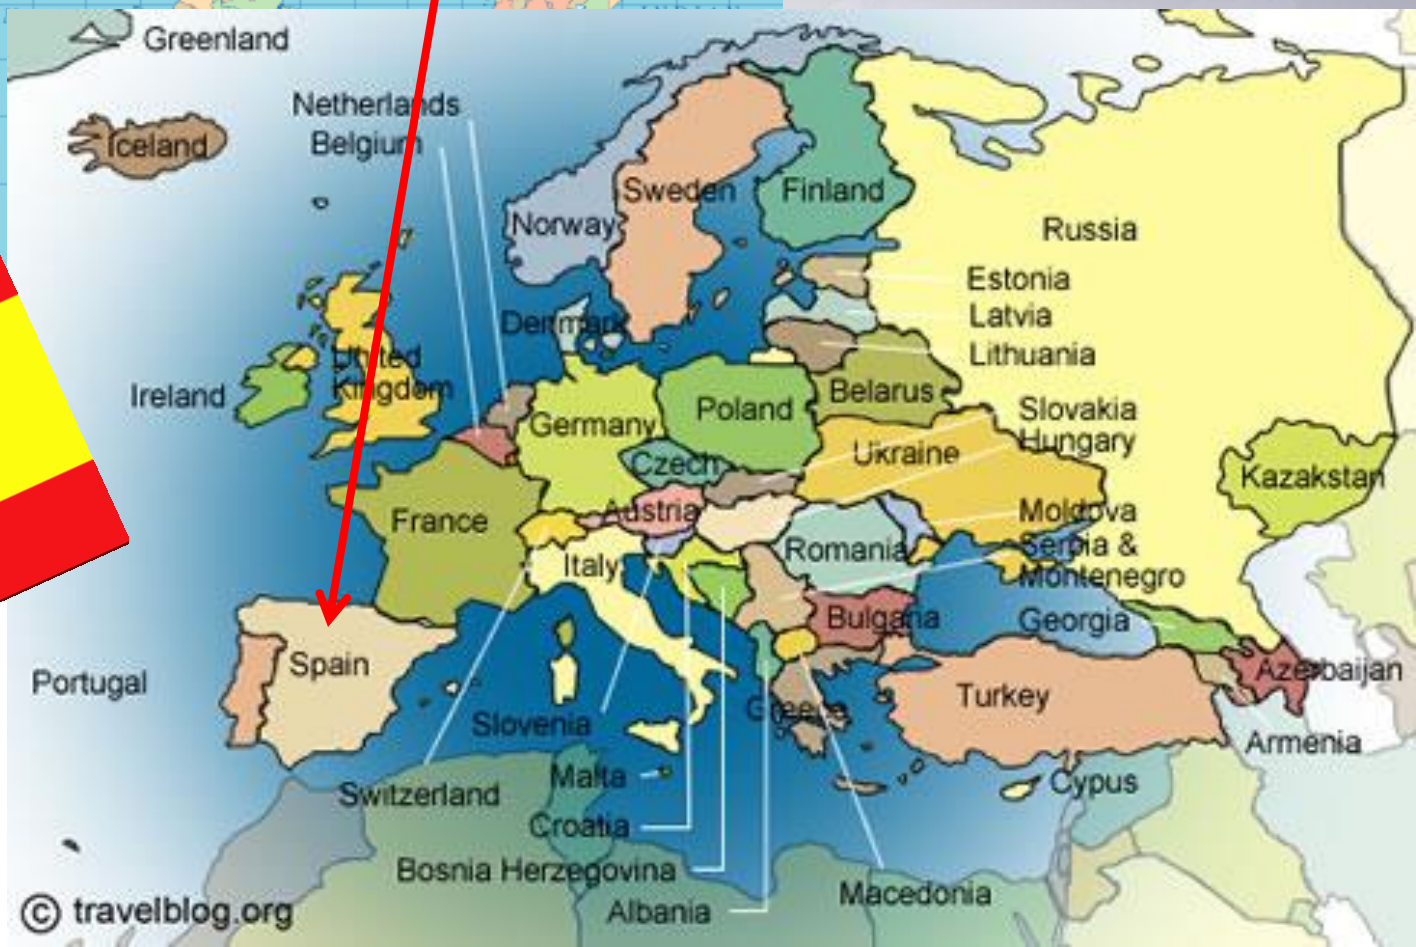 INDIAN
Greenland
Netherlands
Belgium
Iceland
Sweden
Finland
Norway
Russia
Estonia
Latvia
Denmark
Lithuania
United
Kingdom
Ireland
Belarus
Poland
Slovakia
Germany
Hungary
Ukraine
Czech
Kazakstan
Austria
France
Moldova
Romania
Serbia &
Montenegro
Italy
Bulgaria
Georgia
Spain
Azerbaijan
Portugal
Turkey
Greece
Slovenia
Armenia
Malta
Cypus
Switzerland
Croatia
Bosnia Herzegovina
Macedonia
Albania
© travelblog.org